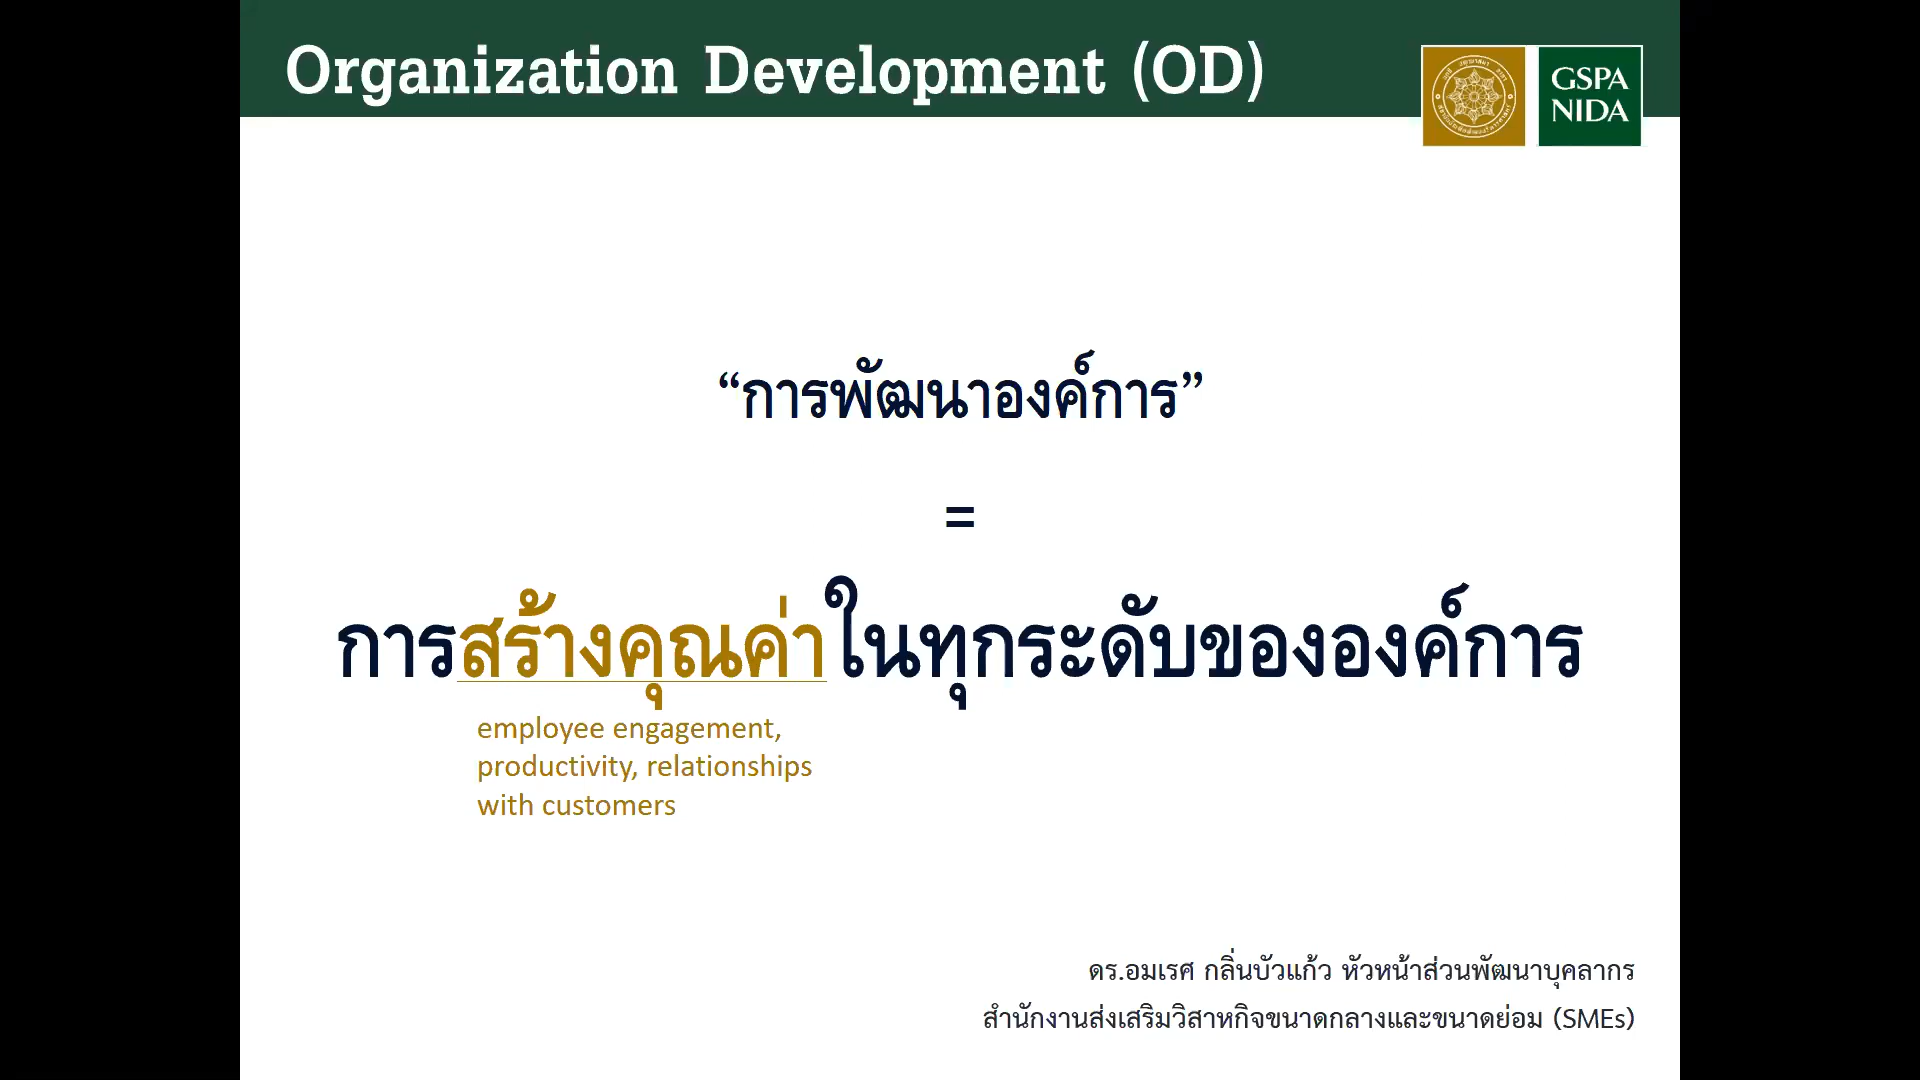 Organization Development (OD)
GSPA
NIDA
“การพัฒนาองค์การ”
=
การสร้างคุณค่าในทุกระดับขององค์การ
employee engagement,
productivity, relationships
with customers
ดร.อมเรศ กลิ่นบัวแก้ว หัวหน้าส่วนพัฒนาบุคลากร
สำนักงานส่งเสริมวิสาหกิจขนาดกลางและขนาดย่อม (SMEs)